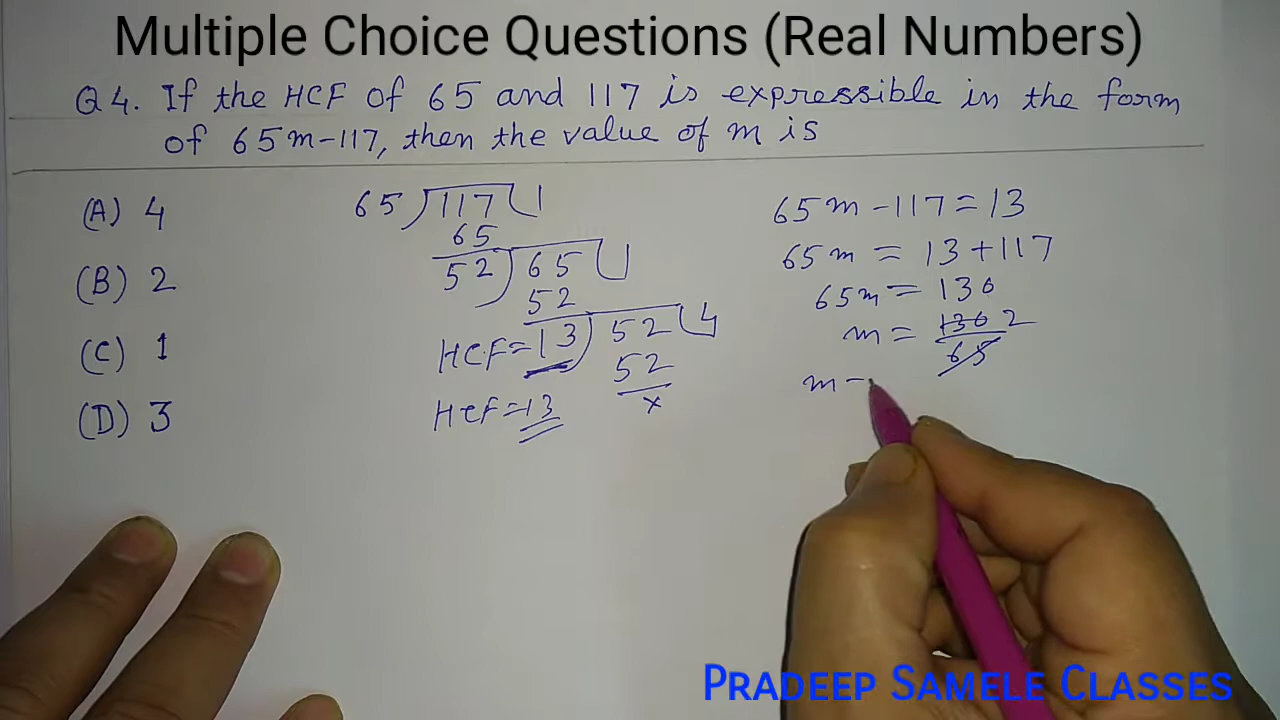 Multiple Choice Questions (Real Numbers)
Q4. If the HCF of 65 and 117 is expressible in the form
of 65m-117, then the value of m is
(A) 4
(B) 2
(C) 1
(D) 3
65) 117 (1
65
52) 65 (1
52
HCF=13) 52 (4
52
x
HCF=13
65m-117=13
65m = 13+117
65m = 130
m = 130 2
65
m -
PRADEEP SAMELE CLASSES